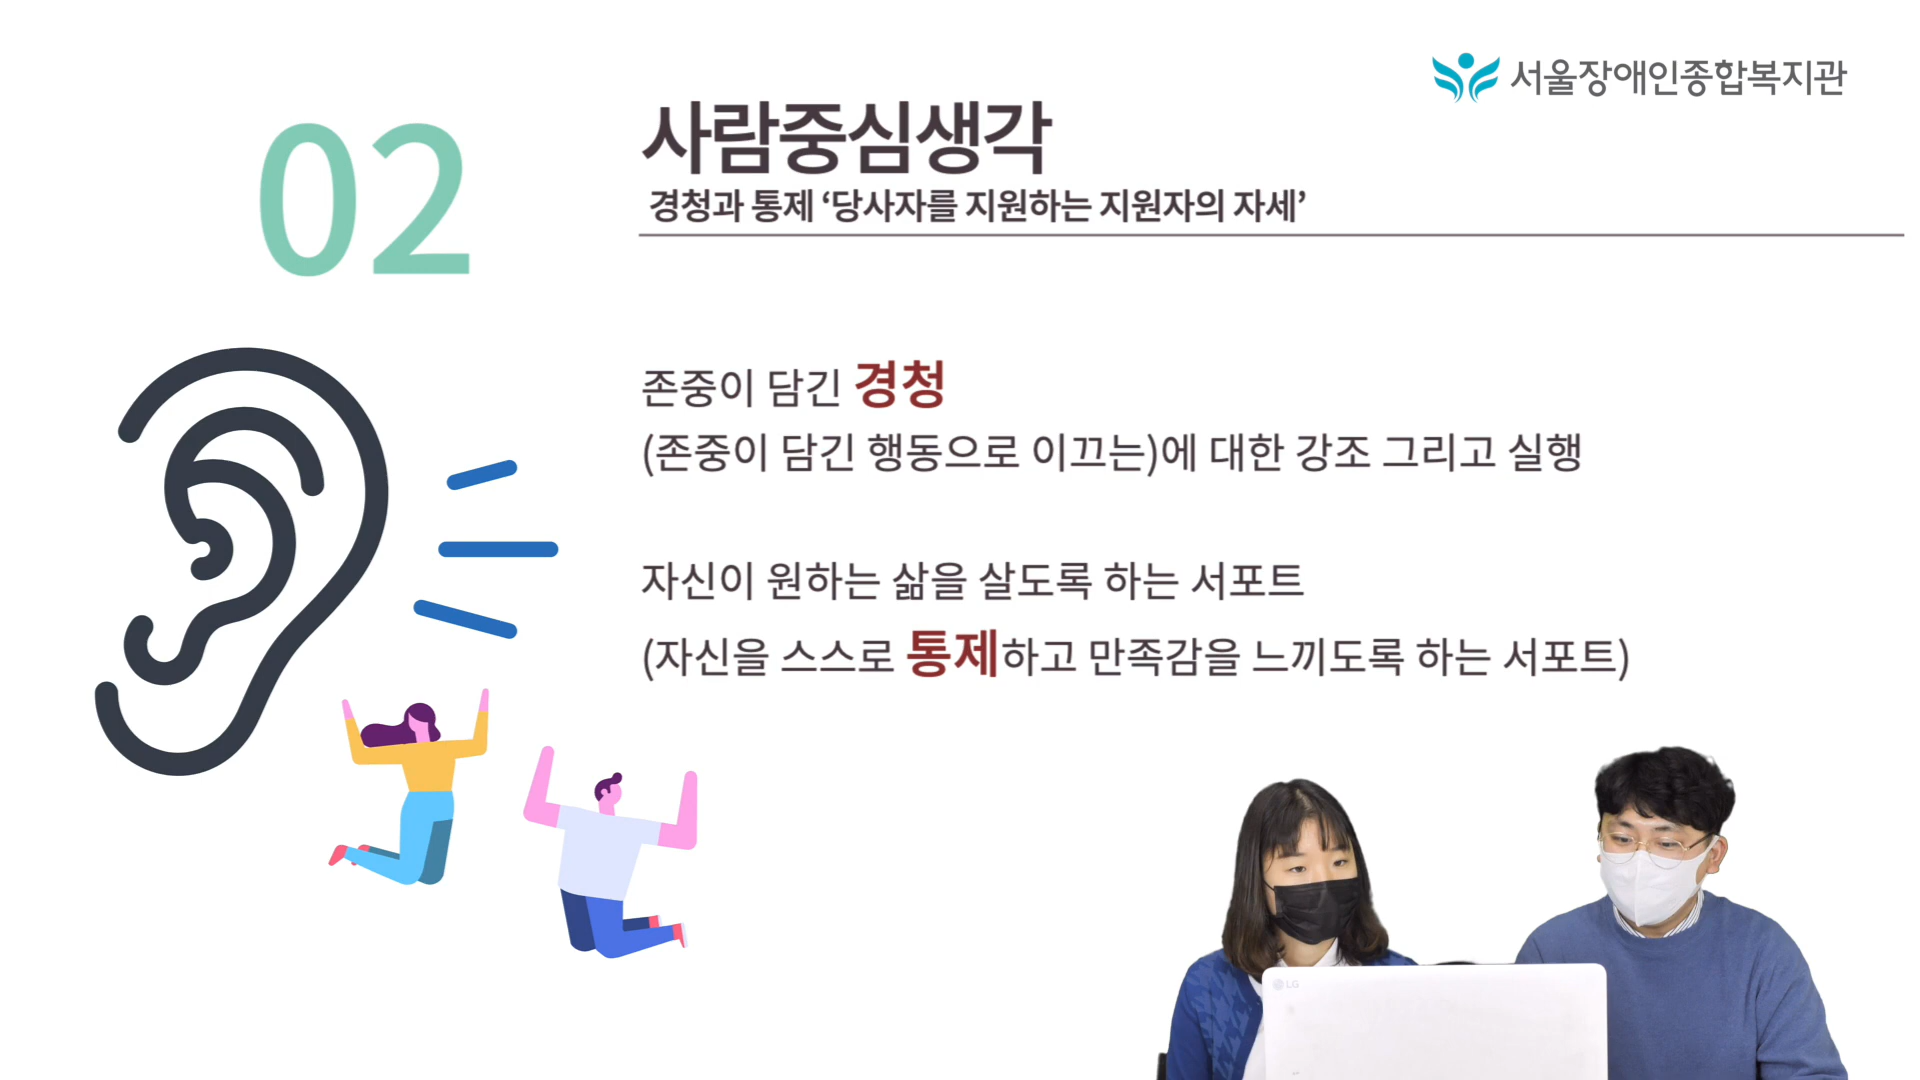 서울장애인종합복지관
02
사람중심생각
경청과 통제 ‘당사자를 지원하는 지원자의 자세’
존중이 담긴 경청
(존중이 담긴 행동으로 이끄는)에 대한 강조 그리고 실행
자신이 원하는 삶을 살도록 하는 서포트
(자신을 스스로 통제하고 만족감을 느끼도록 하는 서포트)
LG